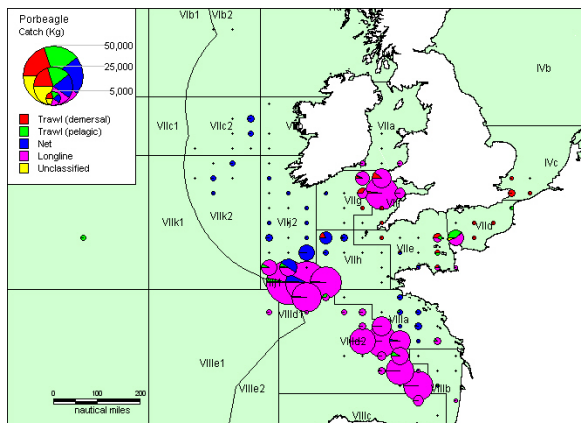 Porbeagle
Catch (Kg)
50,000
25,000
5,000
Trawl (demersal)
Trawl (pelagic)
Net
Longline
Unclassified
VIb1
VIb2
IVb
VIIc1
VIIc2
VIIb
VIIa
IVc
VIIg
VIIf
VIIk1
VIIk2
VIIj2
VIId
VIIe
VIIh
VIIj1
VIIId1
VIIIa
VIIId2
VIIIe1
VIIIe2
VIIIb
VIIIc
0 100 200
nautical miles